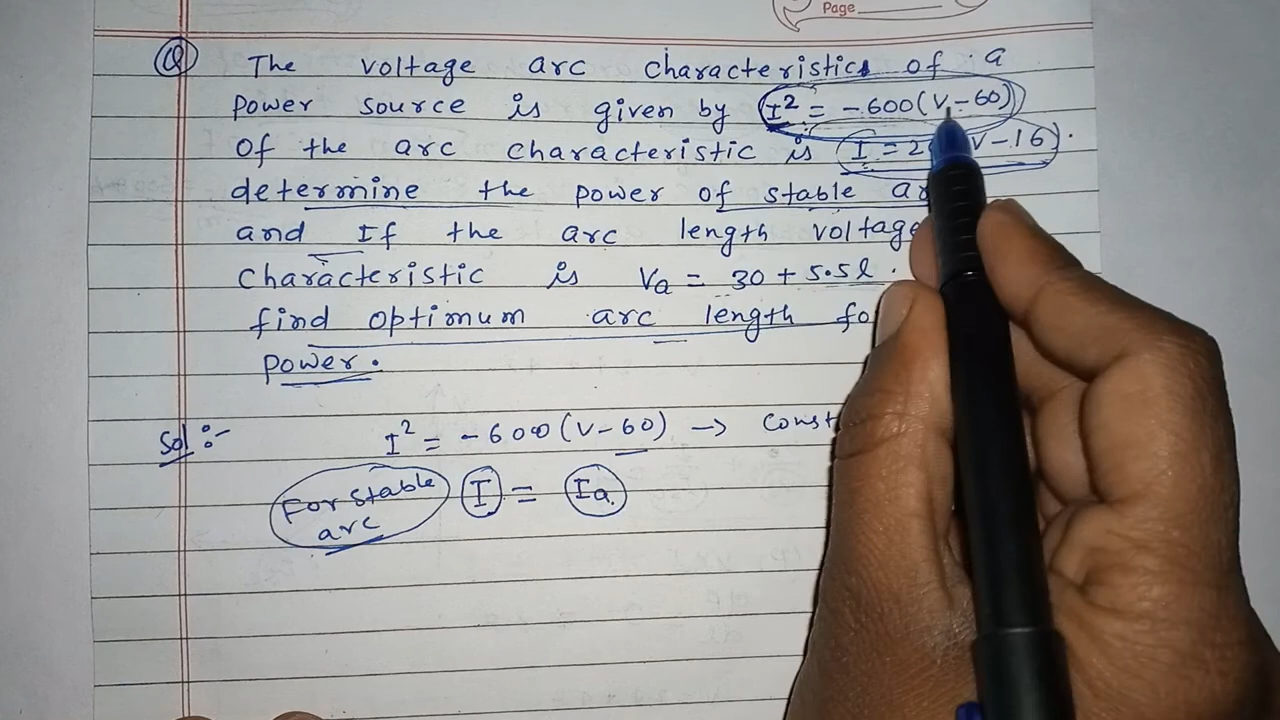 Page
Q The voltage arc characteristics of a
power source is given by I² = -600(V-60)
of the arc characteristic is I = 2 V-16).
determine the power of stable
and If the arc length voltage
Characteristic is Va = 30 + 5.5l.
find optimum arc length
power.
Sol :- I² = -600(V-60) →
For stable arc I = Ia